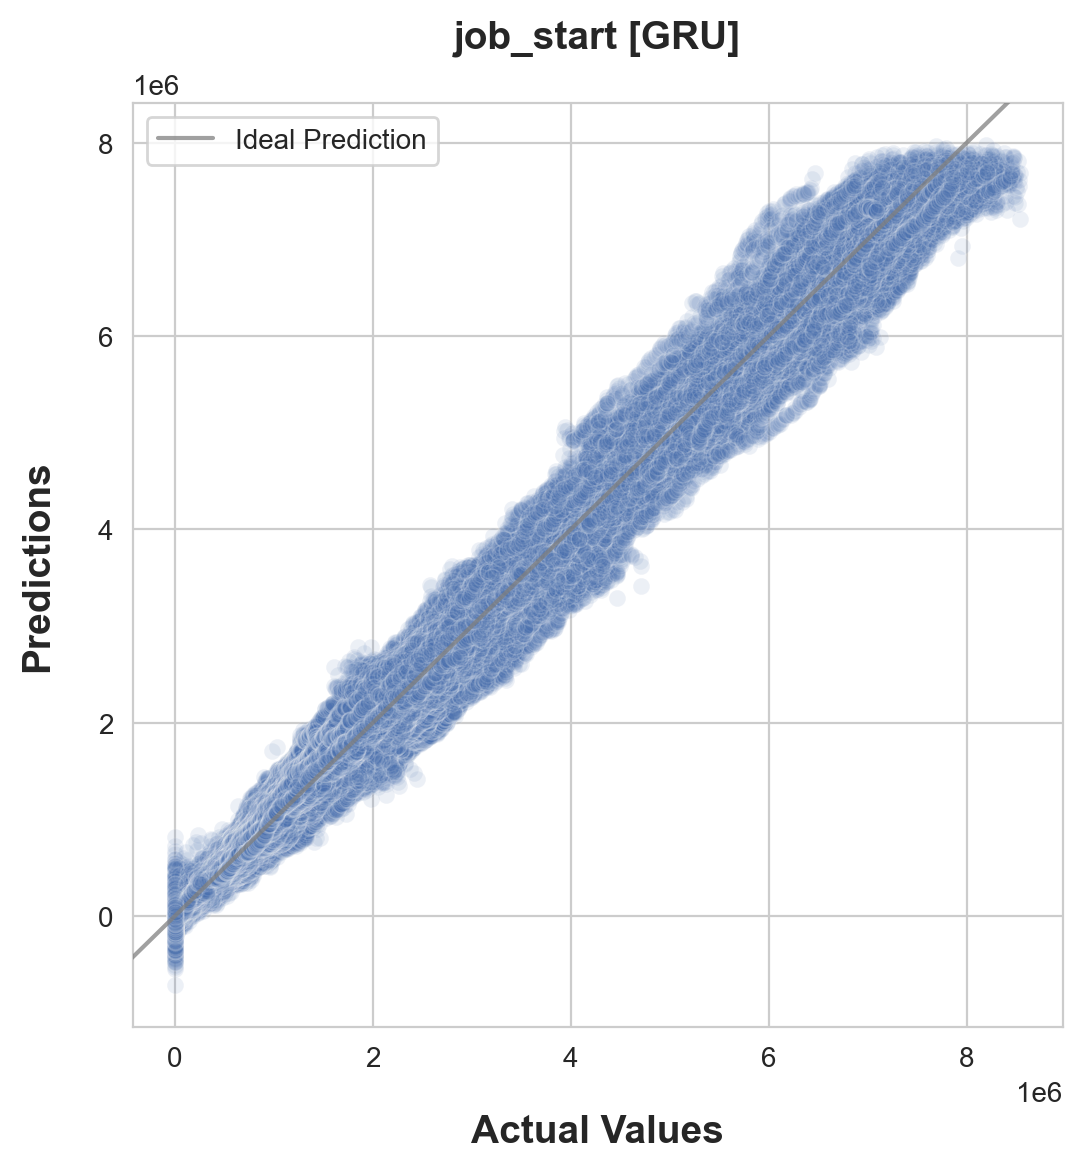 job_start [GRU]
1e6
Ideal Prediction
8
6
4
2
0
Predictions
0 2 4 6 8
1e6
Actual Values